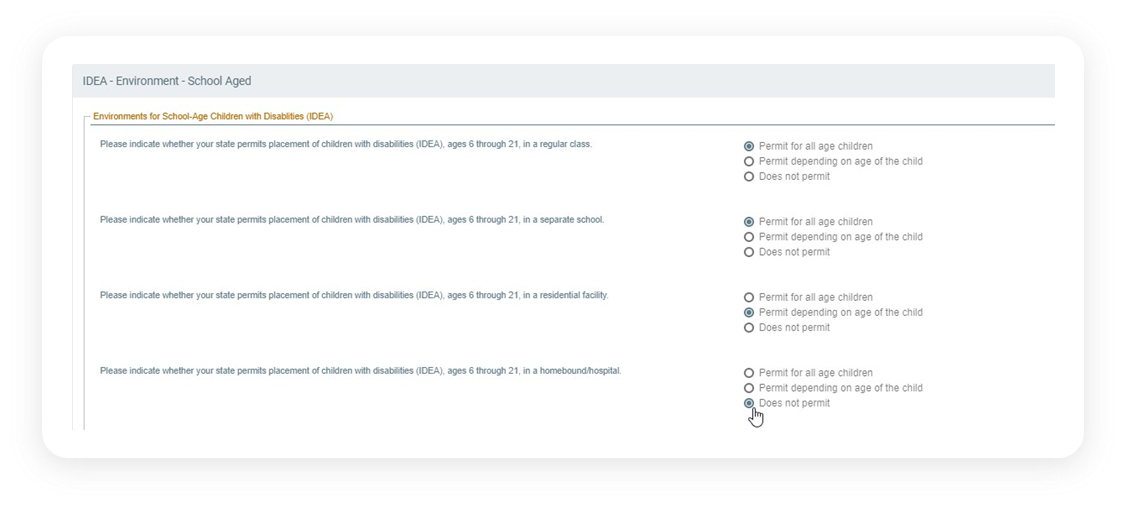 IDEA - Environment - School Aged
Environments for School-Age Children with Disablities (IDEA)
Please indicate whether your state permits placement of children with disabilities (IDEA), ages 6 through 21, in a regular class.
Permit for all age children
Permit depending on age of the child
Does not permit
Please indicate whether your state permits placement of children with disabilities (IDEA), ages 6 through 21, in a separate school.
Permit for all age children
Permit depending on age of the child
Does not permit
Please indicate whether your state permits placement of children with disabilities (IDEA), ages 6 through 21, in a residential facility.
Permit for all age children
Permit depending on age of the child
Does not permit
Please indicate whether your state permits placement of children with disabilities (IDEA), ages 6 through 21, in a homebound/hospital.
Permit for all age children
Permit depending on age of the child
Does not permit